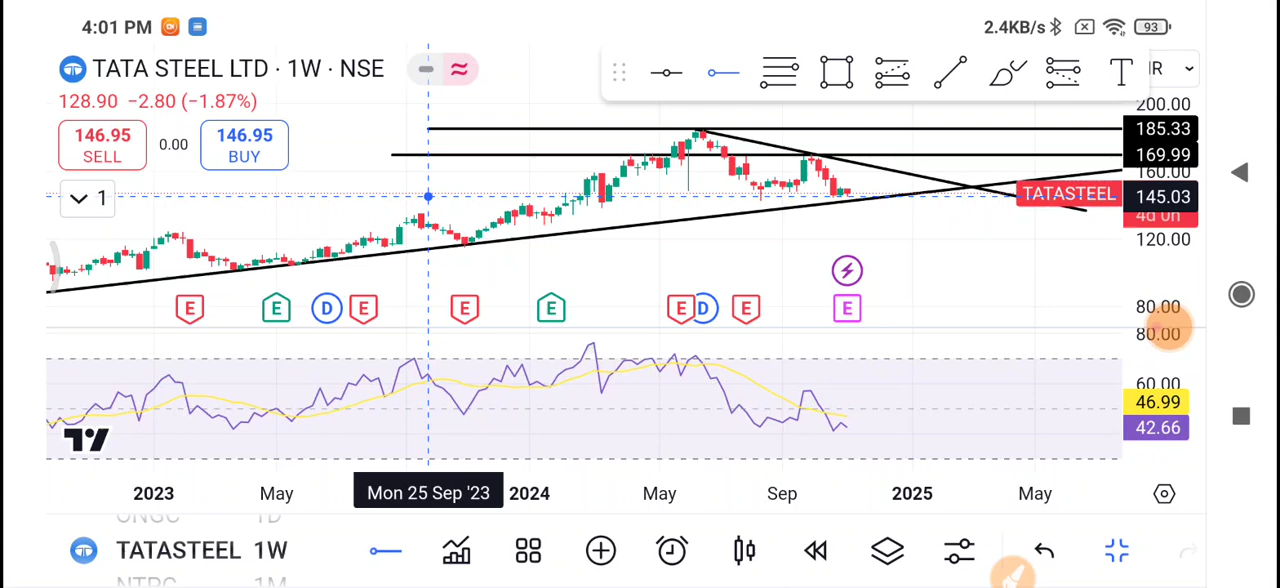 4:01 PM
2.4KB/s 93
TATA STEEL LTD · 1W · NSE
128.90 −2.80 (−1.87%)
146.95 SELL
0.00
146.95 BUY
1
T
200.00
185.33
169.99
160.00
TATASTEEL
145.03
4d 0h
120.00
E E D E E E E D E E
80.00
80.00
60.00
46.99
42.66
2023 May Mon 25 Sep '23 2024 May Sep 2025 May
ONGC 1D
TATASTEEL 1W
NTPC 1M